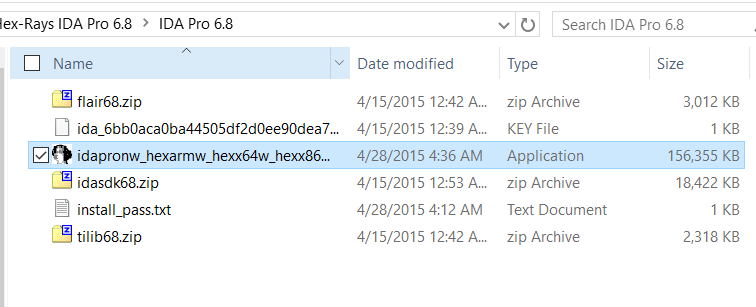 Hex-Rays IDA Pro 6.8 > IDA Pro 6.8 Search IDA Pro 6.8
Name Date modified Type Size
flair68.zip 4/15/2015 12:42 A... zip Archive 3,012 KB
ida_6bb0aca0ba44505df2d0ee90dea7... 4/15/2015 12:39 A... KEY File 1 KB
idapronw_hexarmw_hexx64w_hexx86... 4/28/2015 4:36 AM Application 156,355 KB
idasdk68.zip 4/15/2015 12:53 A... zip Archive 18,422 KB
install_pass.txt 4/28/2015 4:12 AM Text Document 1 KB
tilib68.zip 4/15/2015 12:42 A... zip Archive 2,318 KB